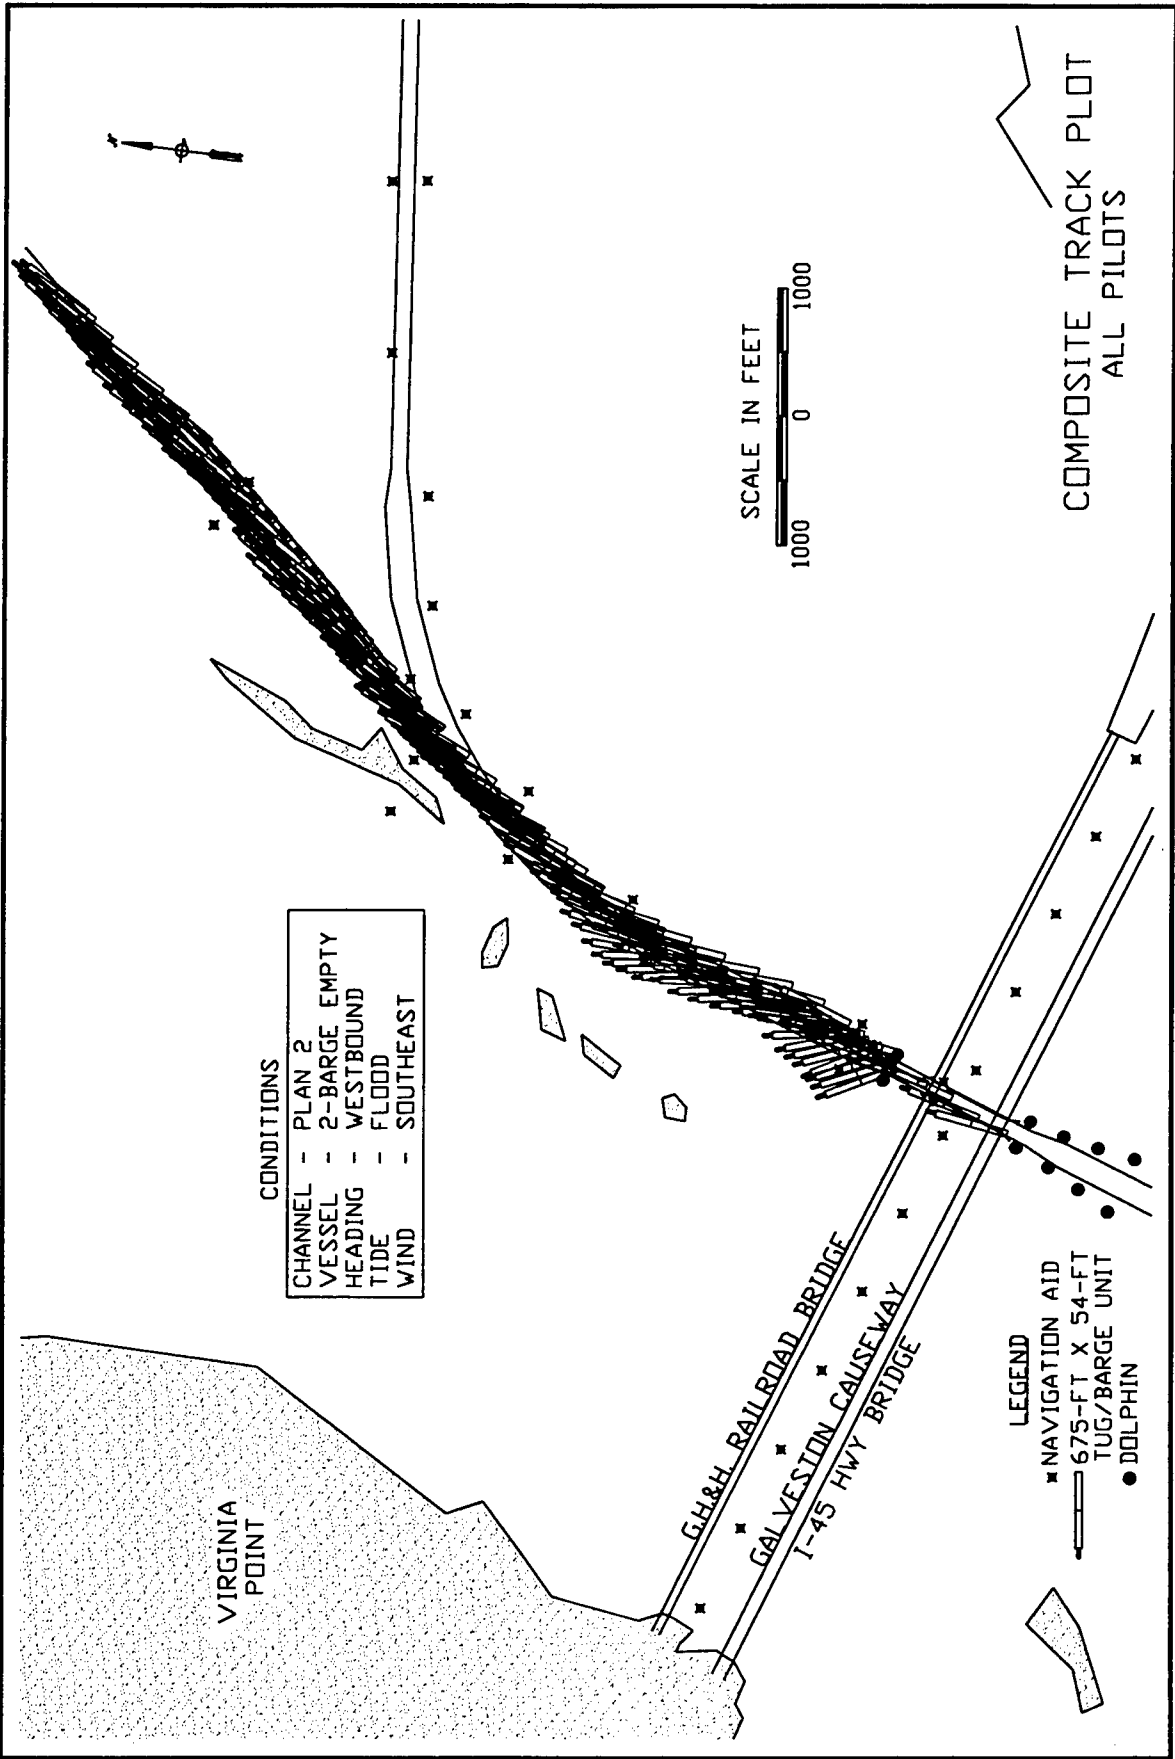 CONDITIONS
CHANNEL - PLAN 2
VESSEL - 2-BARGE EMPTY
HEADING - WESTBOUND
TIDE - FLOOD
WIND - SOUTHEAST
VIRGINIA
POINT
G.H.&H. RAILROAD BRIDGE
GALVESTON CAUSEWAY
I-45 HWY BRIDGE
LEGEND
NAVIGATION AID
675-FT X 54-FT
TUG/BARGE UNIT
DOLPHIN
SCALE IN FEET
1000 0 1000
COMPOSITE TRACK PLOT
ALL PILOTS
N